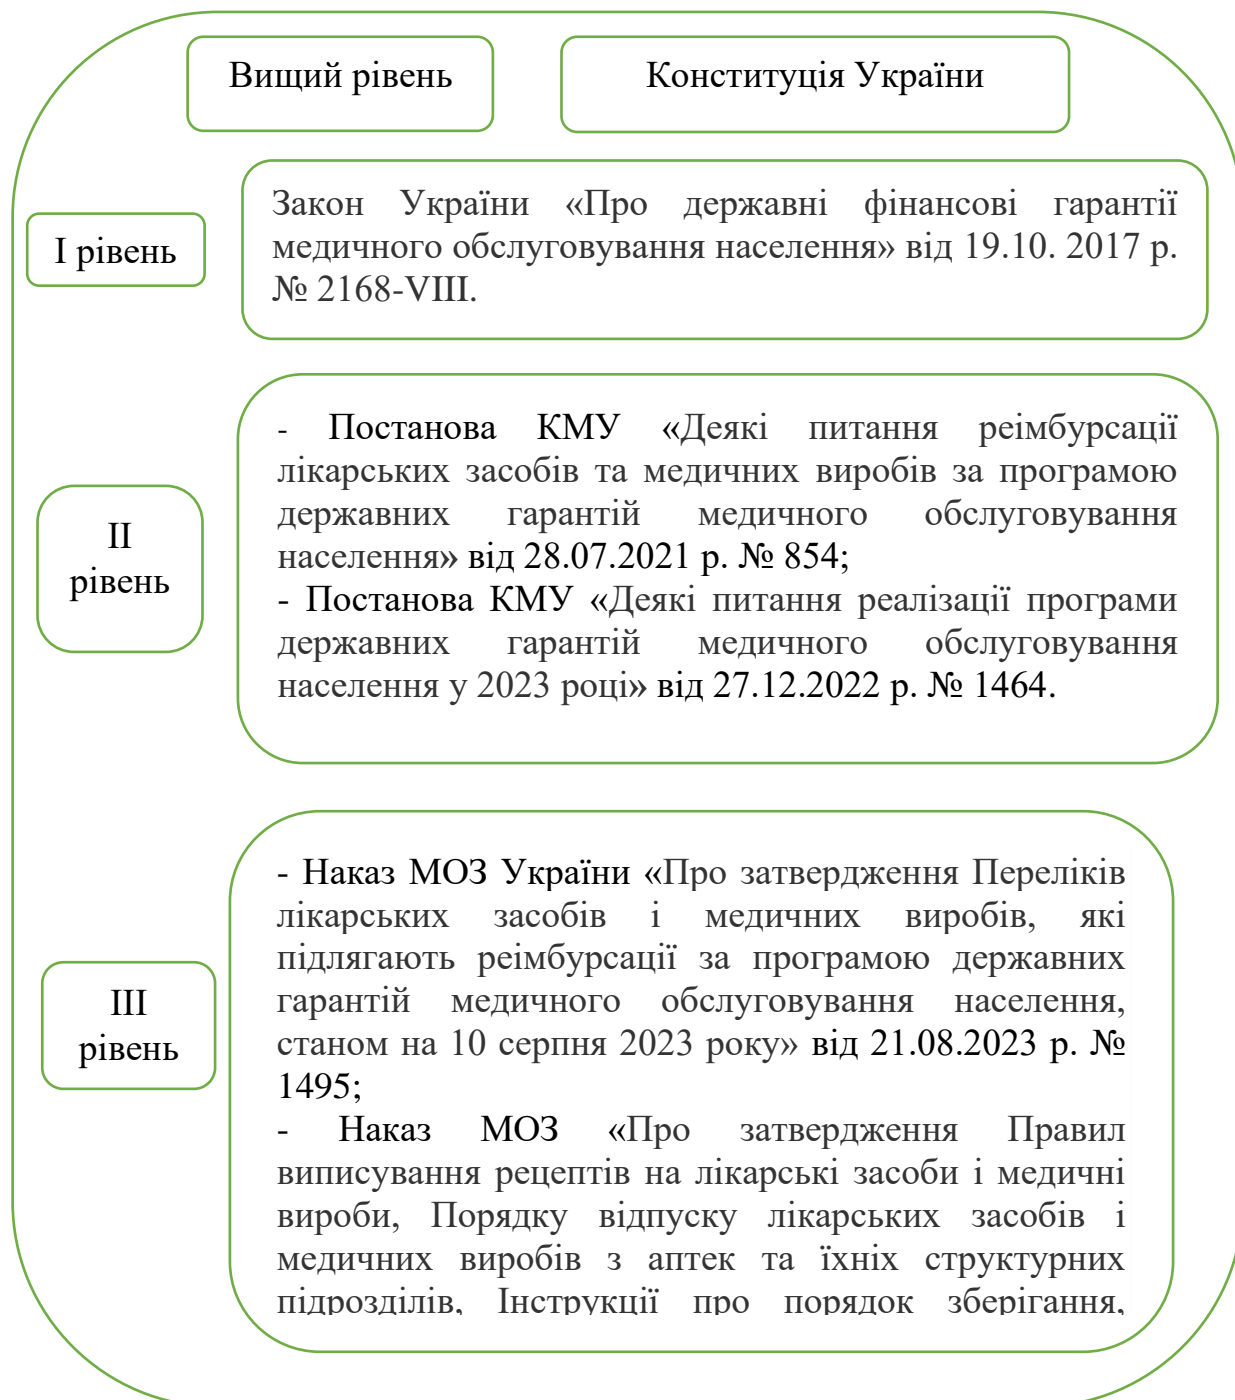 Вищий рівень
Конституція України
І рівень
Закон України «Про державні фінансові гарантії
медичного обслуговування населення» від 19.10. 2017 р.
№ 2168-VIII.
ІІ
рівень
- Постанова КМУ «Деякі питання реімбурсації
лікарських засобів та медичних виробів за програмою
державних гарантій медичного обслуговування
населення» від 28.07.2021 р. № 854;
- Постанова КМУ «Деякі питання реалізації програми
державних гарантій медичного обслуговування
населення у 2023 році» від 27.12.2022 р. № 1464.
ІІІ
рівень
- Наказ МОЗ України «Про затвердження Переліків
лікарських засобів і медичних виробів, які
підлягають реімбурсації за програмою державних
гарантій медичного обслуговування населення,
станом на 10 серпня 2023 року» від 21.08.2023 р. №
1495;
- Наказ МОЗ «Про затвердження Правил
виписування рецептів на лікарські засоби і медичні
вироби, Порядку відпуску лікарських засобів і
медичних виробів з аптек та їхніх структурних
підрозділів, Інструкції про порядок зберігання,